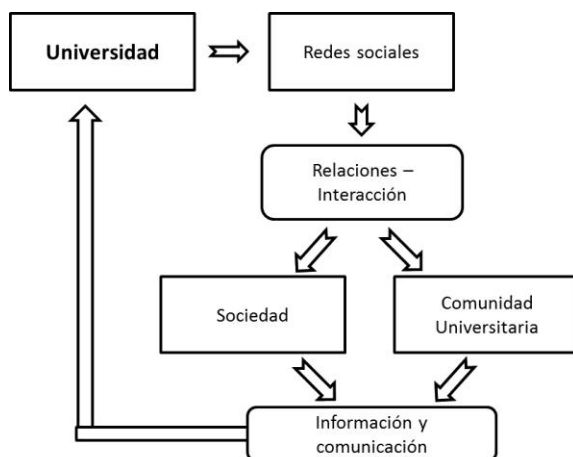 Universidad
Redes sociales
Relaciones –
Interacción
Sociedad
Comunidad
Universitaria
Información y
comunicación